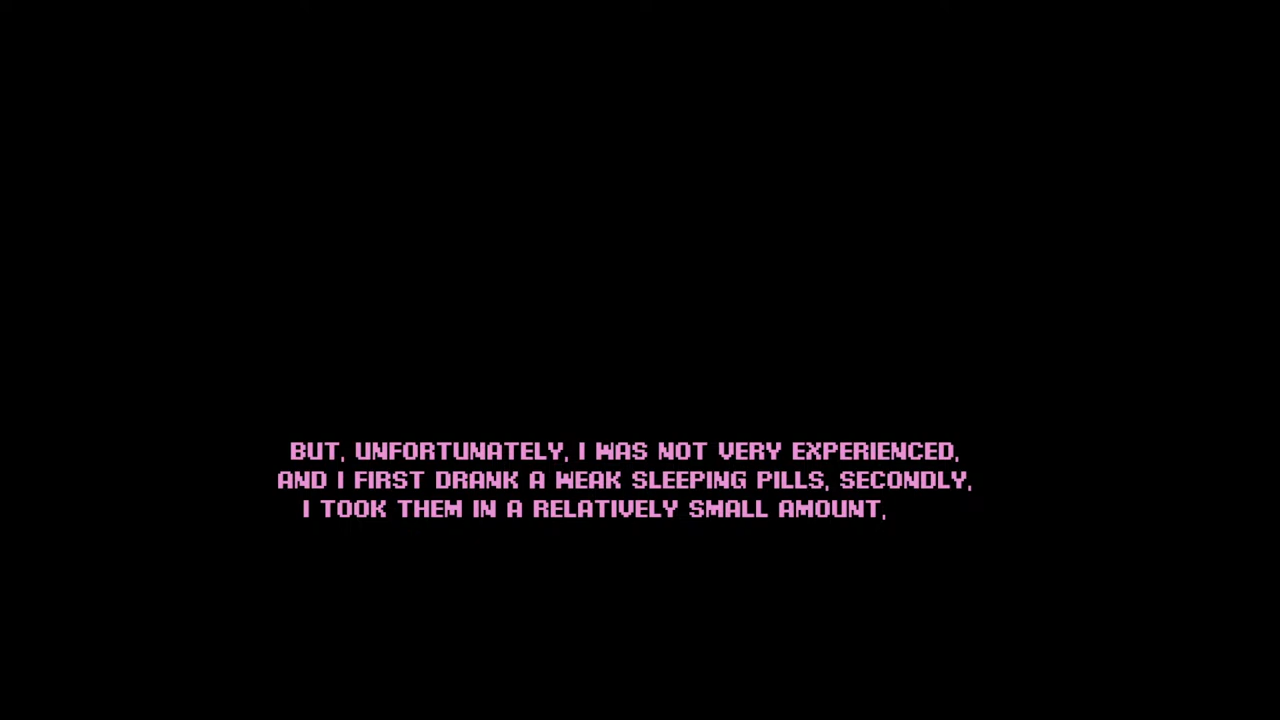 BUT, UNFORTUNATELY, I WAS NOT VERY EXPERIENCED,
AND I FIRST DRANK A WEAK SLEEPING PILLS, SECONDLY,
I TOOK THEM IN A RELATIVELY SMALL AMOUNT,